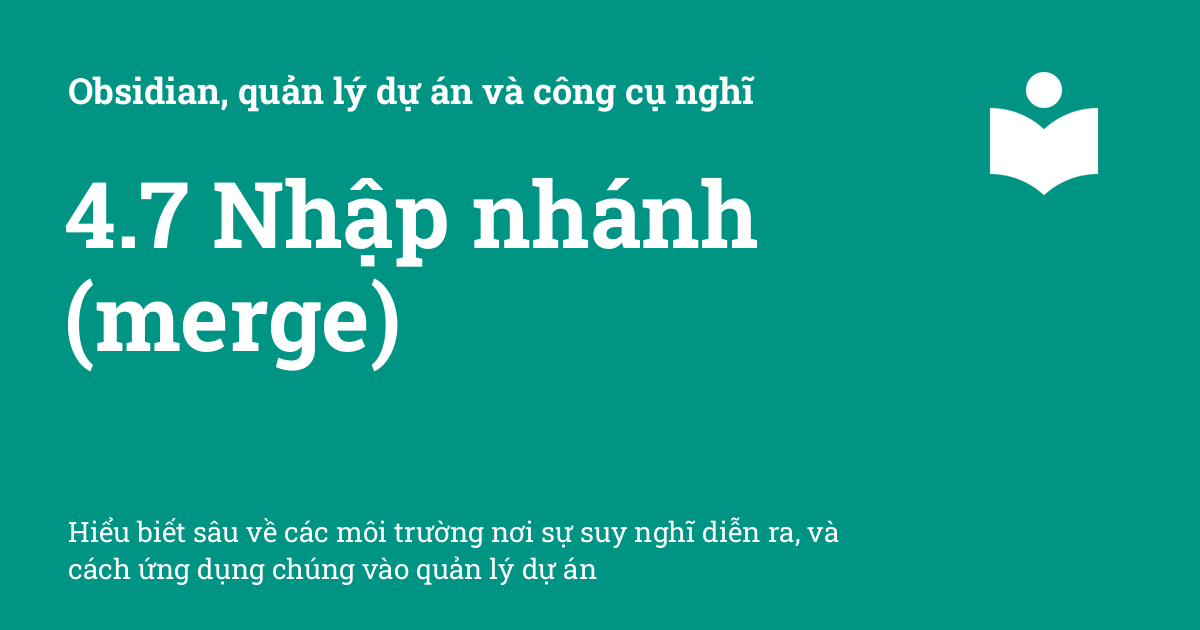 Obsidian, quản lý dự án và công cụ nghĩ
4.7 Nhập nhánh
(merge)
Hiểu biết sâu về các môi trường nơi sự suy nghĩ diễn ra, và
cách ứng dụng chúng vào quản lý dự án